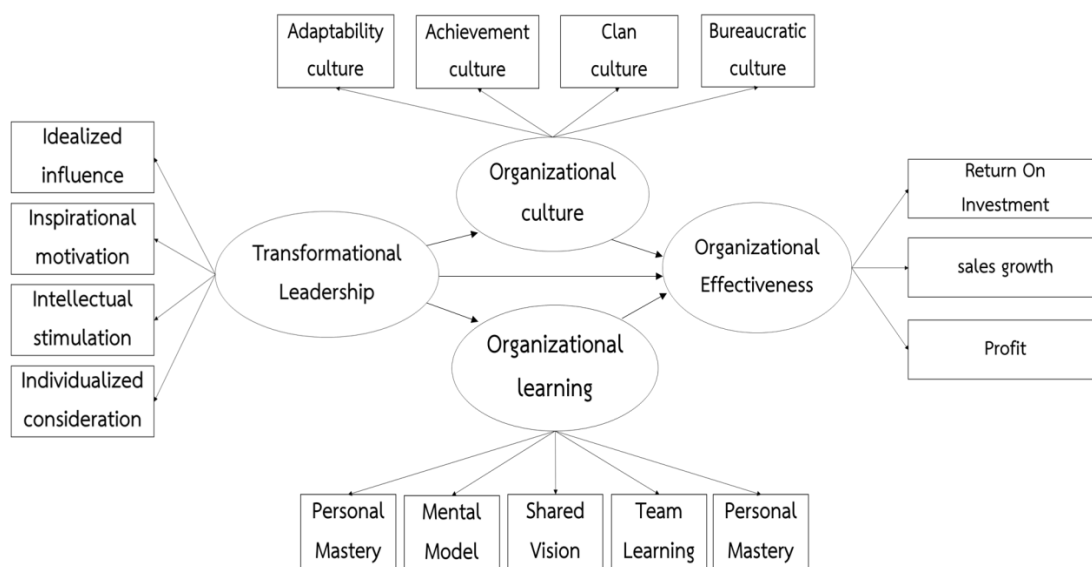 Adaptability
culture
Achievement
culture
Clan
culture
Bureaucratic
culture
Idealized
influence
Inspirational
motivation
Intellectual
stimulation
Individualized
consideration
Transformational
Leadership
Organizational
culture
Organizational
learning
Organizational
Effectiveness
Return On
Investment
sales growth
Profit
Personal
Mastery
Mental
Model
Shared
Vision
Team
Learning
Personal
Mastery